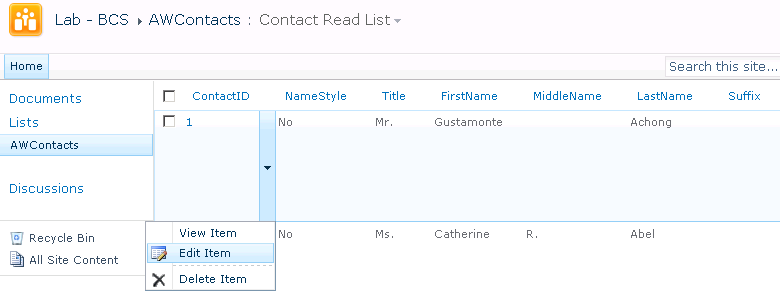 Lab - BCS ▸ AWContacts : Contact Read List
Home
Search this site...
Documents
Lists
AWContacts
Discussions
Recycle Bin
All Site Content
ContactID NameStyle Title FirstName MiddleName LastName Suffix
1 No Mr. Gustamonte Achong
No Ms. Catherine R. Abel
View Item
Edit Item
Delete Item